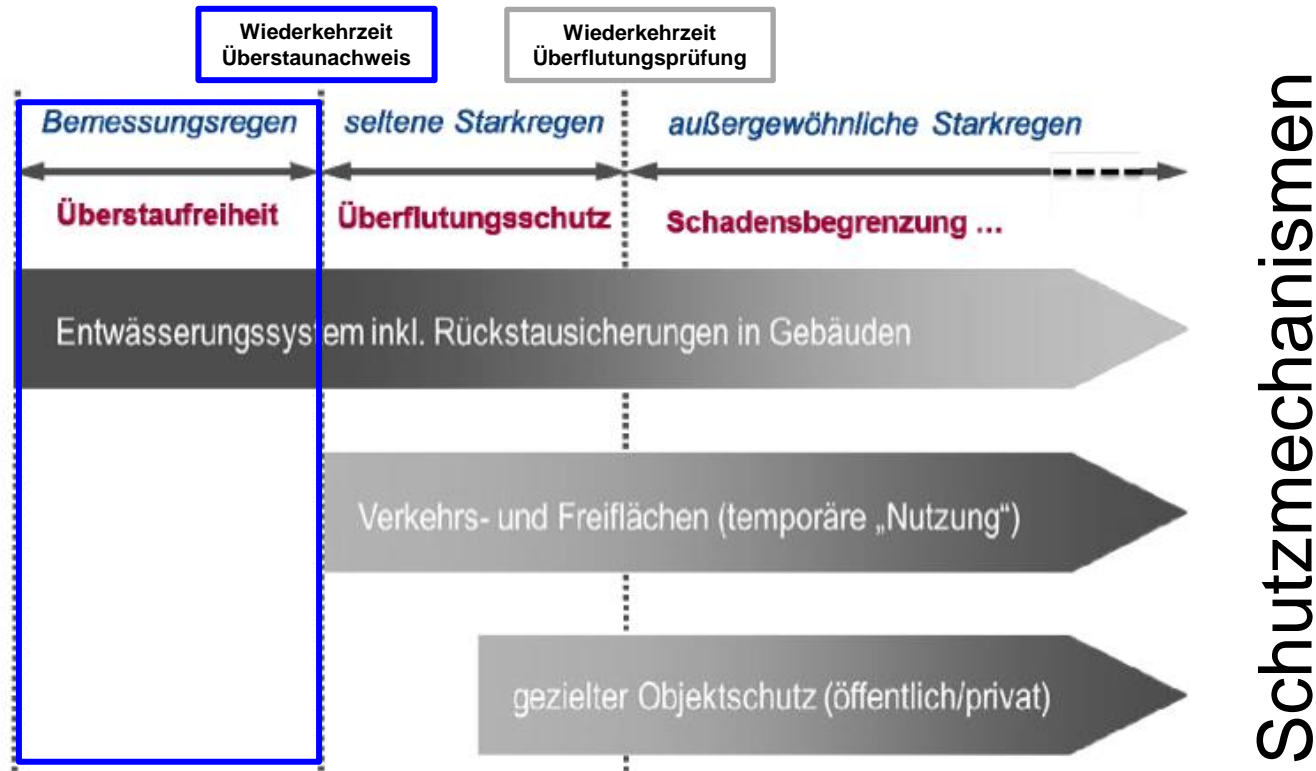 Wiederkehrzeit
Überstaunachweis
Wiederkehrzeit
Überflutungsprüfung
Bemessungsregen
seltene Starkregen
außergewöhnliche Starkregen
Überstaufreiheit
Überflutungsschutz
Schadensbegrenzung ...
Entwässerungssystem inkl. Rückstausicherungen in Gebäuden
Verkehrs- und Freiflächen (temporäre „Nutzung“)
gezielter Objektschutz (öffentlich/privat)
Schutzmechanismen